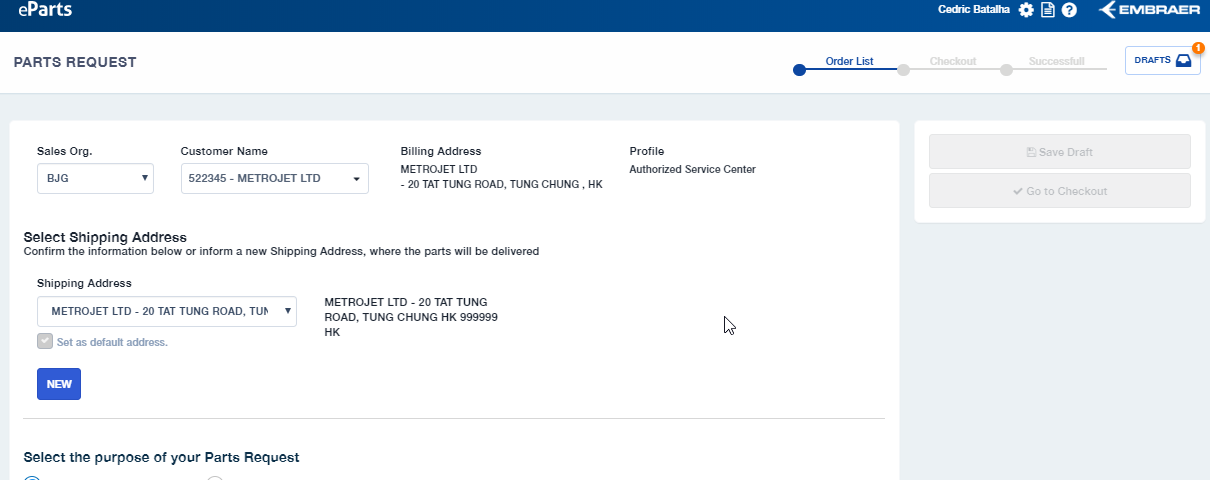 eParts
Cedric Batalha
EMBRAER
PARTS REQUEST
Order List
Checkout
Successfull
DRAFTS
1
Sales Org.
BJG
Customer Name
522345 - METROJET LTD
Billing Address
METROJET LTD
- 20 TAT TUNG ROAD, TUNG CHUNG , HK
Profile
Authorized Service Center
Save Draft
Go to Checkout
Select Shipping Address
Confirm the information below or inform a new Shipping Address, where the parts will be delivered
Shipping Address
METROJET LTD - 20 TAT TUNG ROAD, TUN
METROJET LTD - 20 TAT TUNG
ROAD, TUNG CHUNG HK 999999
HK
Set as default address.
NEW
Select the purpose of your Parts Request